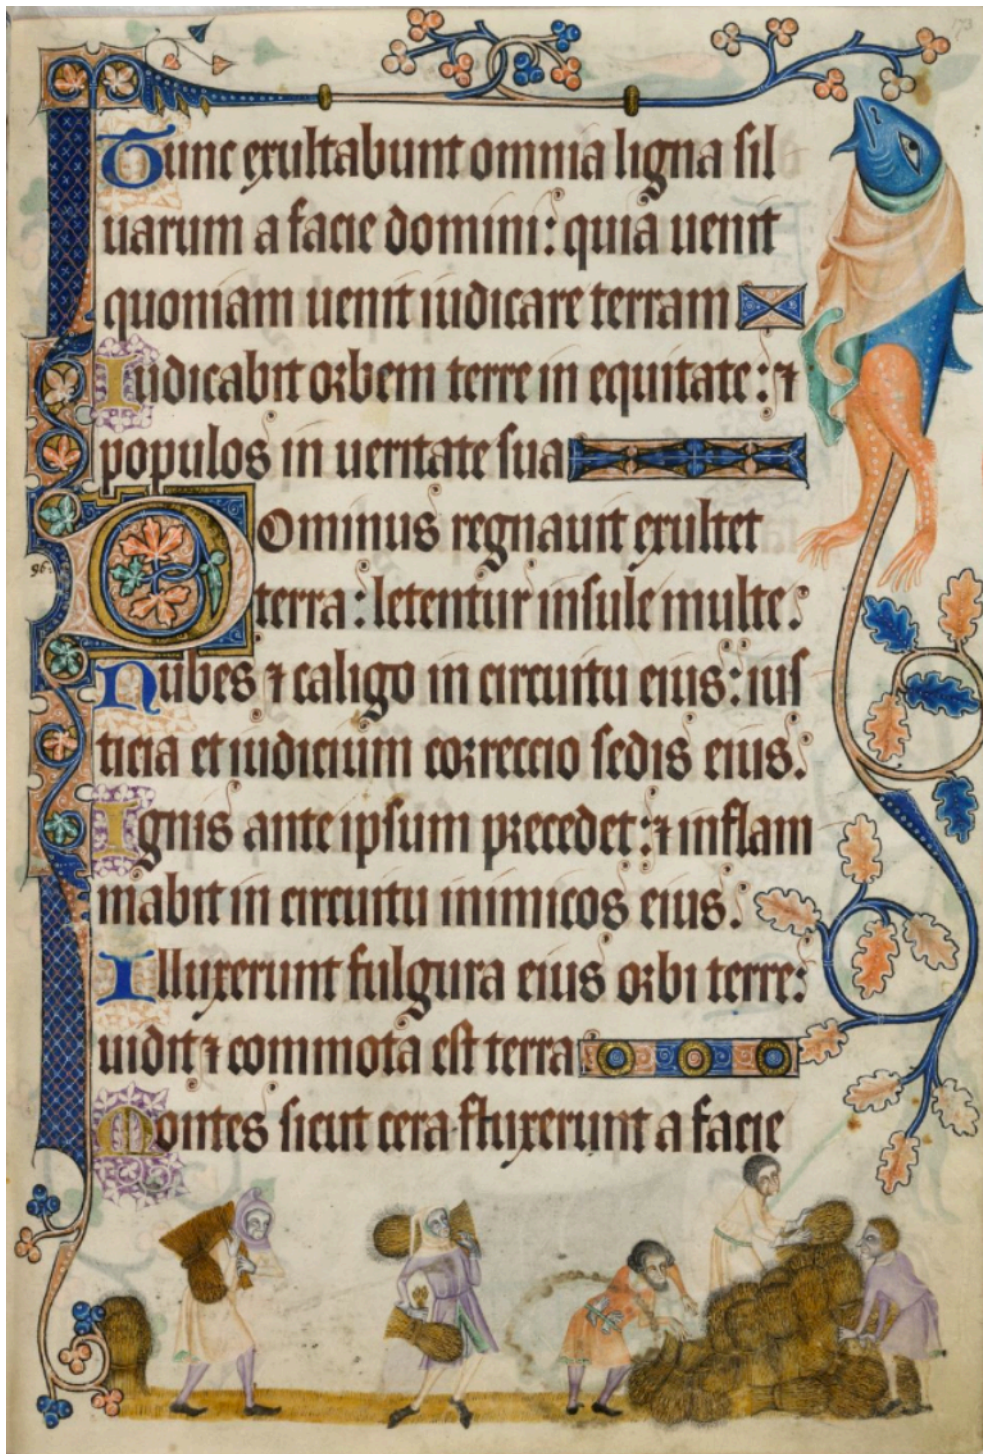 173
Tunc exultabunt omnia ligna sil
uarum a facie domini: quia uenit
quoniam uenit iudicare terram
Iudicabit orbem terre in equitate: ⁊
populos in ueritate sua
Dominus regnauit exultet
96.
terra: letentur insule multe.
Nubes ⁊ caligo in circuitu eius: ius
ticia et iudicium correccio sedis eius.
Ignis ante ipsum precedet: ⁊ inflam
mabit in circuitu inimicos eius.
Illuxerunt fulgura eius orbi terre:
uidit ⁊ commota est terra
Montes sicut cera fluxerunt a facie